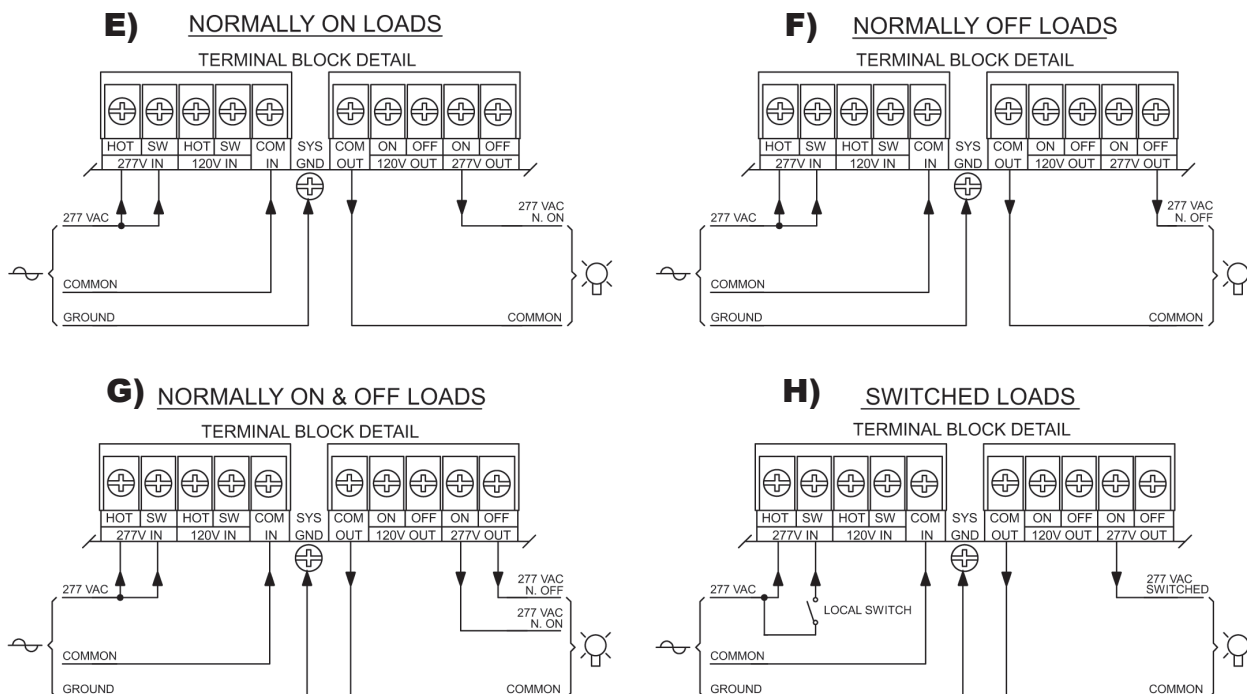 E) NORMALLY ON LOADS
TERMINAL BLOCK DETAIL
HOT SW HOT SW COM SYS COM ON OFF ON OFF
277V IN 120V IN IN GND OUT 120V OUT 277V OUT
277 VAC
277 VAC
N. ON
COMMON
GROUND
COMMON
F) NORMALLY OFF LOADS
TERMINAL BLOCK DETAIL
HOT SW HOT SW COM SYS COM ON OFF ON OFF
277V IN 120V IN IN GND OUT 120V OUT 277V OUT
277 VAC
277 VAC
N. OFF
COMMON
GROUND
COMMON
G) NORMALLY ON & OFF LOADS
TERMINAL BLOCK DETAIL
HOT SW HOT SW COM SYS COM ON OFF ON OFF
277V IN 120V IN IN GND OUT 120V OUT 277V OUT
277 VAC
277 VAC
N. OFF
277 VAC
N. ON
COMMON
GROUND
COMMON
H) SWITCHED LOADS
TERMINAL BLOCK DETAIL
HOT SW HOT SW COM SYS COM ON OFF ON OFF
277V IN 120V IN IN GND OUT 120V OUT 277V OUT
277 VAC
277 VAC
SWITCHED
LOCAL SWITCH
COMMON
GROUND
COMMON